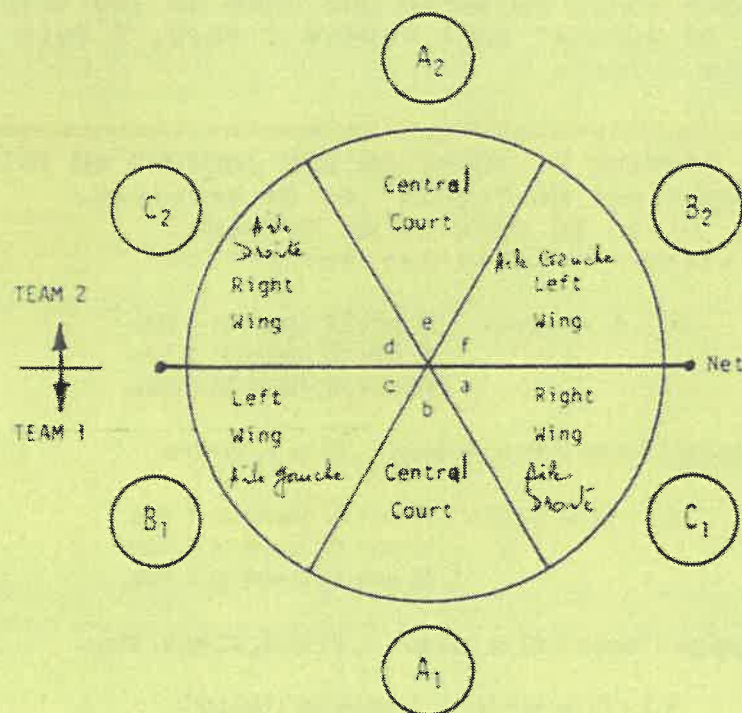 A2
C2
B2
Central
Court
Aile
Droite
Right
Wing
Aile Gauche
Left
Wing
TEAM 2
d
e
f
Net
TEAM 1
c
b
a
Left
Wing
Aile gauche
Central
Court
Right
Wing
Aile
Droite
B1
C1
A1